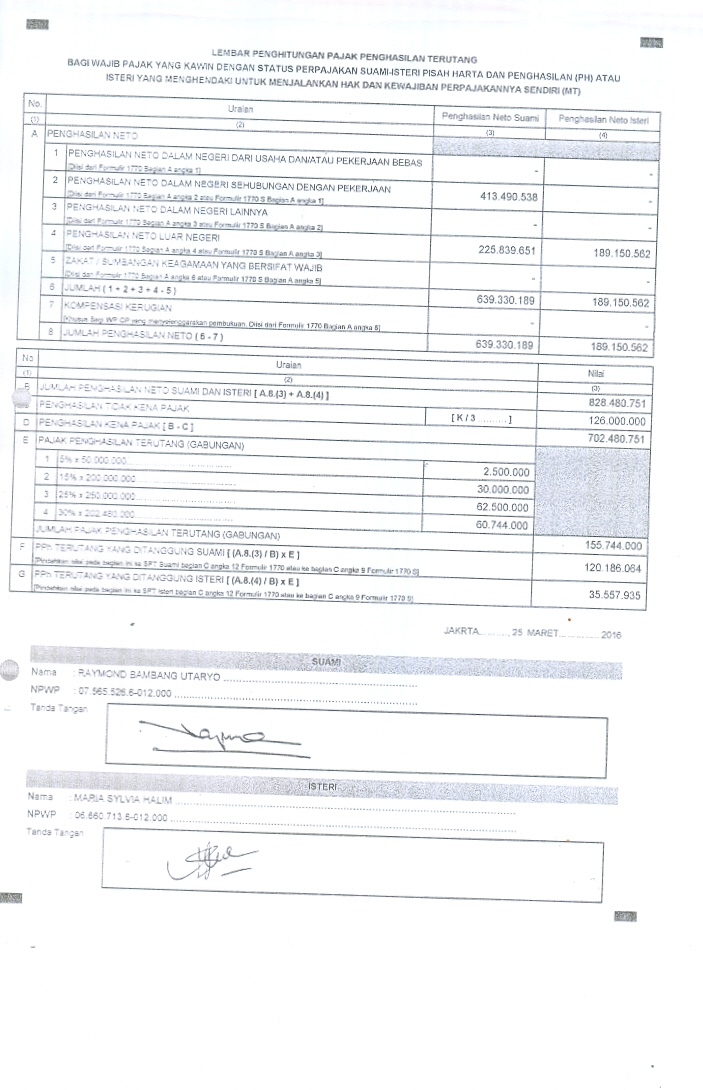 LEMBAR PENGHITUNGAN PAJAK PENGHASILAN TERUTANG
BAGI WAJIB PAJAK YANG KAWIN DENGAN STATUS PERPAJAKAN SUAMI-ISTERI PISAH HARTA DAN PENGHASILAN (PH) ATAU
ISTERI YANG MENGHENDAKI UNTUK MENJALANKAN HAK DAN KEWAJIBAN PERPAJAKANNYA SENDIRI (MT)
No. Uraian Penghasilan Neto Suami Penghasilan Neto Isteri
(1) (2) (3) (4)
A PENGHASILAN NETO
1 PENGHASILAN NETO DALAM NEGERI DARI USAHA DAN/ATAU PEKERJAAN BEBAS - -
[Diisi dari Formulir 1770 Bagian A angka 1]
2 PENGHASILAN NETO DALAM NEGERI SEHUBUNGAN DENGAN PEKERJAAN 413.490.538 -
[Diisi dari Formulir 1770 Bagian A angka 2 atau Formulir 1770 S Bagian A angka 1]
3 PENGHASILAN NETO DALAM NEGERI LAINNYA
[Diisi dari Formulir 1770 Bagian A angka 3 atau Formulir 1770 S Bagian A angka 2]
4 PENGHASILAN NETO LUAR NEGERI 225.839.651 189.150.562
[Diisi dari Formulir 1770 Bagian A angka 4 atau Formulir 1770 S Bagian A angka 3]
5 ZAKAT / SUMBANGAN KEAGAMAAN YANG BERSIFAT WAJIB - -
[Diisi dari Formulir 1770 Bagian A angka 6 atau Formulir 1770 S Bagian A angka 5]
6 JUMLAH ( 1 + 2 + 3 + 4 - 5 ) 639.330.189 189.150.562
7 KOMPENSASI KERUGIAN - -
[Khusus Bagi WP OP yang menyelenggarakan pembukuan, Diisi dari Formulir 1770 Bagian A angka 8]
8 JUMLAH PENGHASILAN NETO ( 6 - 7 ) 639.330.189 189.150.562
No Uraian Nilai
(1) (2) (3)
B JUMLAH PENGHASILAN NETO SUAMI DAN ISTERI [ A.8.(3) + A.8.(4) ] 828.480.751
PENGHASILAN TIDAK KENA PAJAK [ K / 3 .......... ] 126.000.000
D PENGHASILAN KENA PAJAK [ B - C ] 702.480.751
E PAJAK PENGHASILAN TERUTANG (GABUNGAN)
1 5% x 50.000.000 2.500.000
2 15% x 200.000.000 30.000.000
3 25% x 250.000.000 62.500.000
4 30% x 202.480.000 60.744.000
JUMLAH PAJAK PENGHASILAN TERUTANG (GABUNGAN) 155.744.000
F PPh TERUTANG YANG DITANGGUNG SUAMI [ (A.8.(3) / B) x E ] 120.186.064
[Pindahkan nilai pada bagian ini ke SPT Suami bagian C angka 12 Formulir 1770 atau ke bagian C angka 9 Formulir 1770 S]
G PPh TERUTANG YANG DITANGGUNG ISTERI [ (A.8.(4) / B) x E ] 35.557.935
[Pindahkan nilai pada bagian ini ke SPT Isteri bagian C angka 12 Formulir 1770 atau ke bagian C angka 9 Formulir 1770 S]
JAKRTA.........., 25 MARET............. 2016
SUAMI
Nama : RAYMOND BAMBANG UTARYO
NPWP : 07.565.526.6-012.000
Tanda Tangan
ISTERI
Nama : MARIA SYLVIA HALIM
NPWP : 06.660.713.6-012.000
Tanda Tangan